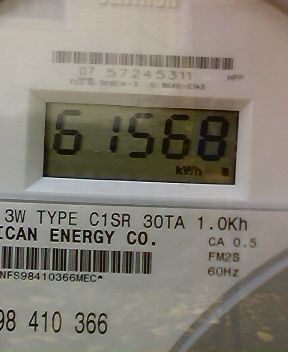 07 57245311 HPP
61568
kWh
3W TYPE C1SR 30TA 1.0Kh
ICAN ENERGY CO.
CA 0.5
FM2S
60Hz
NFS98410366MEC*
98 410 366